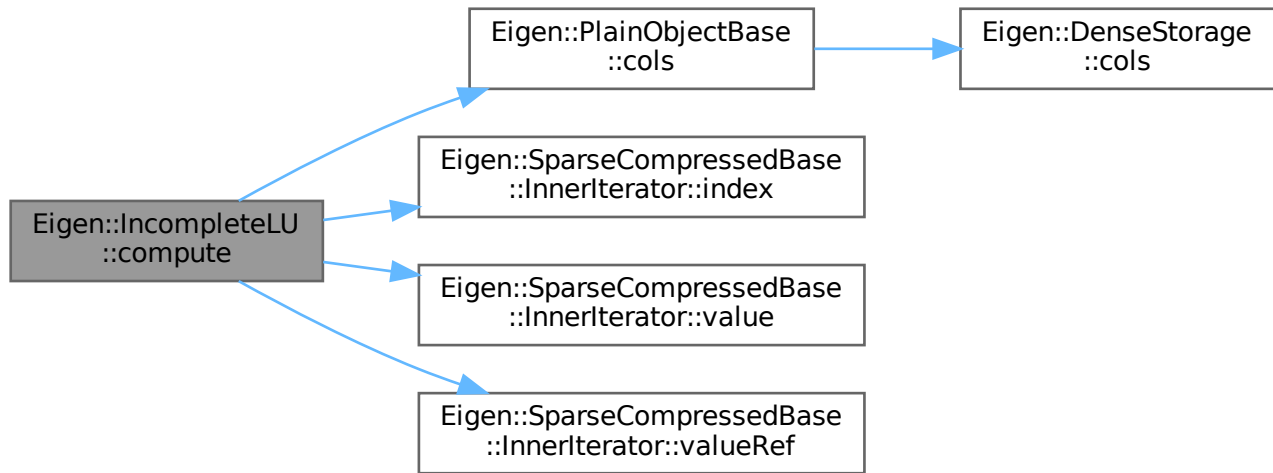 Eigen::PlainObjectBase
::cols
Eigen::DenseStorage
::cols
Eigen::SparseCompressedBase
::InnerIterator::index
Eigen::IncompleteLU
::compute
Eigen::SparseCompressedBase
::InnerIterator::value
Eigen::SparseCompressedBase
::InnerIterator::valueRef